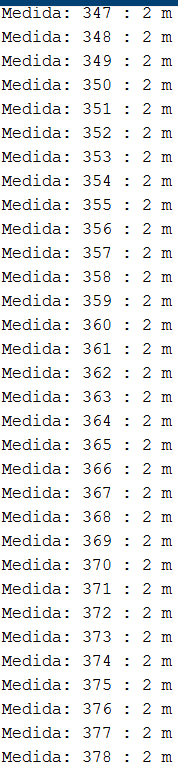 Medida: 347 : 2 m
Medida: 348 : 2 m
Medida: 349 : 2 m
Medida: 350 : 2 m
Medida: 351 : 2 m
Medida: 352 : 2 m
Medida: 353 : 2 m
Medida: 354 : 2 m
Medida: 355 : 2 m
Medida: 356 : 2 m
Medida: 357 : 2 m
Medida: 358 : 2 m
Medida: 359 : 2 m
Medida: 360 : 2 m
Medida: 361 : 2 m
Medida: 362 : 2 m
Medida: 363 : 2 m
Medida: 364 : 2 m
Medida: 365 : 2 m
Medida: 366 : 2 m
Medida: 367 : 2 m
Medida: 368 : 2 m
Medida: 369 : 2 m
Medida: 370 : 2 m
Medida: 371 : 2 m
Medida: 372 : 2 m
Medida: 373 : 2 m
Medida: 374 : 2 m
Medida: 375 : 2 m
Medida: 376 : 2 m
Medida: 377 : 2 m
Medida: 378 : 2 m